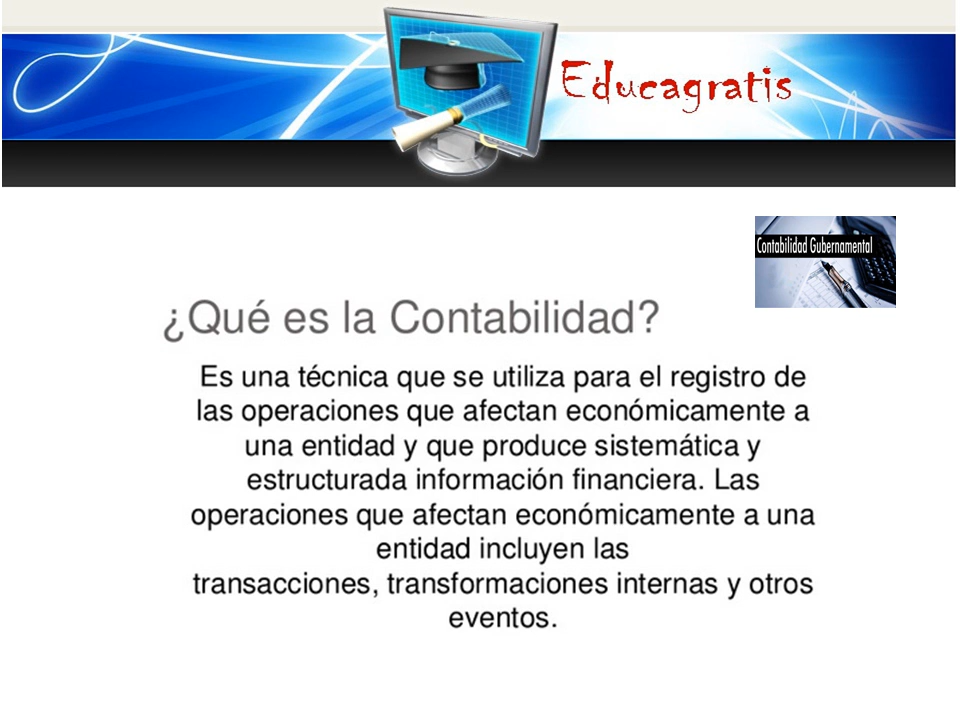 Educagratis
Contabilidad Gubernamental
¿Qué es la Contabilidad?
Es una técnica que se utiliza para el registro de
las operaciones que afectan económicamente a
una entidad y que produce sistemática y
estructurada información financiera. Las
operaciones que afectan económicamente a una
entidad incluyen las
transacciones, transformaciones internas y otros
eventos.